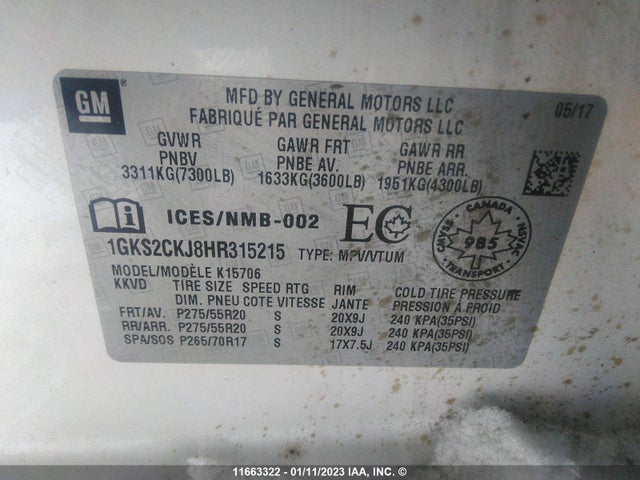 GM
MFD BY GENERAL MOTORS LLC
FABRIQUÉ PAR GENERAL MOTORS LLC
05/17
GVWR GAWR FRT GAWR RR
PNBV PNBE AV. PNBE ARR.
3311KG(7300LB) 1633KG(3600LB) 1951KG(4300LB)
ICES/NMB-002 EC
CANADA
CMVSS 985 NSVAC
TRANSPORT
1GKS2CKJ8HR315215 TYPE: MPV/VTUM
MODEL/MODÈLE K15706
KKVD TIRE SIZE SPEED RTG RIM COLD TIRE PRESSURE
DIM. PNEU COTE VITESSE JANTE PRESSION A FROID
FRT/AV. P275/55R20 S 20X9J 240 KPA(35PSI)
RR/ARR. P275/55R20 S 20X9J 240 KPA(35PSI)
SPA/SOS P265/70R17 S 17X7.5J 240 KPA(35PSI)
11663322 - 01/11/2023 IAA, INC. ©